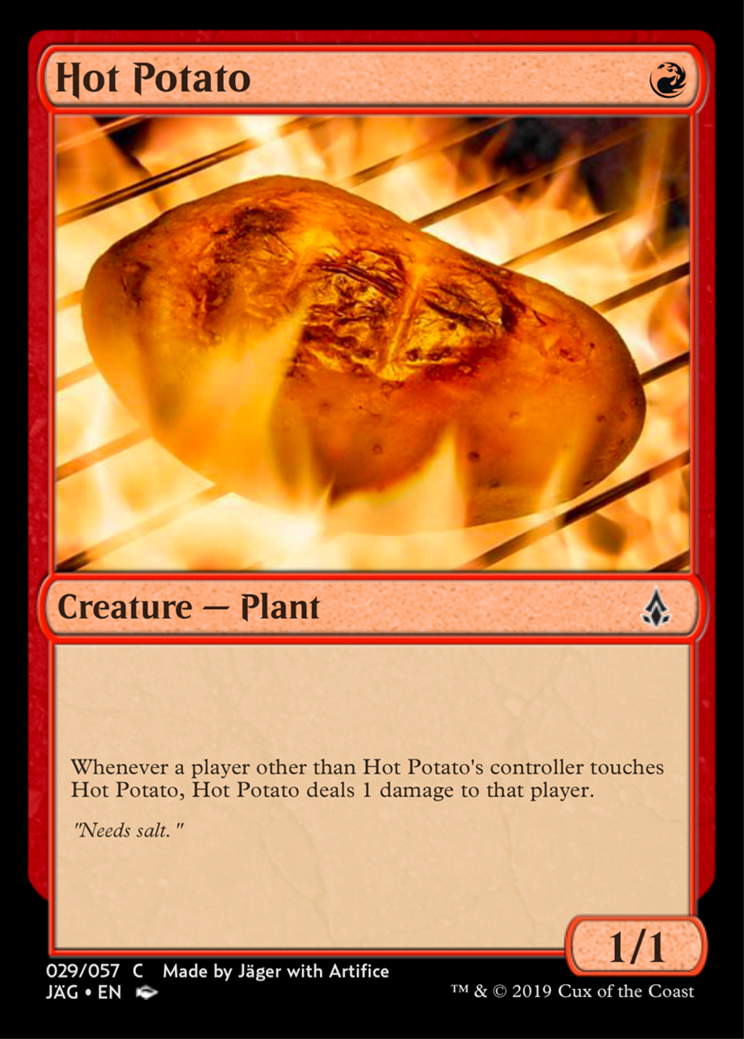 Hot Potato
Creature — Plant
Whenever a player other than Hot Potato's controller touches
Hot Potato, Hot Potato deals 1 damage to that player.
"Needs salt."
1/1
029/057 C Made by Jäger with Artifice
JÄG • EN
™ & © 2019 Cux of the Coast